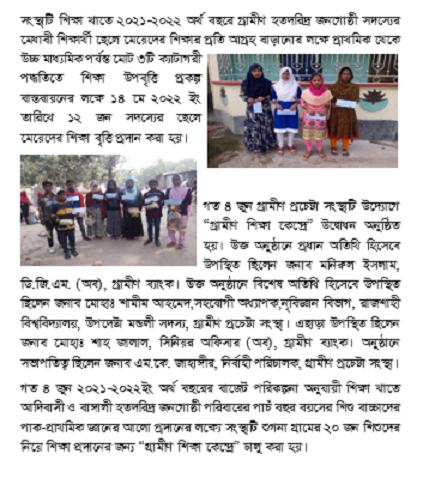 সংস্থাটি শিক্ষা খাতে ২০২১-২০২২ অর্থ বছরে গ্রামীণ হতদরিদ্র জনগোষ্ঠী সদস্যের
মেধাবী শিক্ষার্থী ছেলে মেয়েদের শিক্ষার প্রতি আগ্রহ বাড়ানোর লক্ষে প্রাথমিক থেকে
উচ্চ মাধ্যমিক পর্যন্ত মোট ৩টি ক্যাটাগরী
পদ্ধতিতে শিক্ষা উপবৃত্তি প্রকল্প
বাস্তবায়নের লক্ষে ১৪ মে ২০২২ ইং
তারিখে ১২ জন সদস্যের ছেলে
মেয়েদের শিক্ষা বৃত্তি প্রদান করা হয়।
গত ৪ জুন গ্রামীণ প্রচেষ্টা সংস্থাটি উদ্যোগে
“গ্রামীণ শিক্ষা কেন্দ্রে” উদ্বোধন অনুষ্ঠিত
হয়। উক্ত অনুষ্ঠানে প্রধান অতিথি হিসেবে
উপস্থিত ছিলেন জনাব মনিরুল ইসলাম,
ডি.জি.এম. (অব), গ্রামীণ ব্যাংক। উক্ত অনুষ্ঠানে বিশেষ অতিথি হিসেবে উপস্থিত
ছিলেন জনাব মোহাঃ শামীম আহমেদ,সহযোগী অধ্যাপক,নৃবিজ্ঞান বিভাগ, রাজশাহী
বিশ্ববিদ্যালয়, উপদেষ্টা মন্ডলী সদস্য, গ্রামীণ প্রচেষ্টা সংস্থা। এছাড়া উপস্থিত ছিলেন
জনাব মোহাঃ শাহ জালাল, সিনিয়র অফিসার (অব), গ্রামীণ ব্যাংক। অনুষ্ঠানে
সভাপতিত্ব ছিলেন জনাব এম.কে. জাহাঙ্গীর, নির্বাহী পরিচালক, গ্রামীণ প্রচেষ্টা সংস্থা।
গত ৪ জুন ২০২১-২০২২ইং অর্থ বছরের বাজেট পরিকল্পনা অনুযায়ী শিক্ষা খাতে
আদিবাসী ও বাঙ্গালী হতদরিদ্র জনগোষ্ঠী পরিবারের পাচঁ বছর বয়সের শিশু বাচ্চাদের
পাক-প্রাথমিক জ্ঞানের আলো প্রদানের লক্ষ্যে সংস্থাটি গ্রামের ২০ জন শিশুদের
নিয়ে শিক্ষা প্রদানের জন্য “গ্রামীণ শিক্ষা কেন্দ্রে” চালু করা হয়।